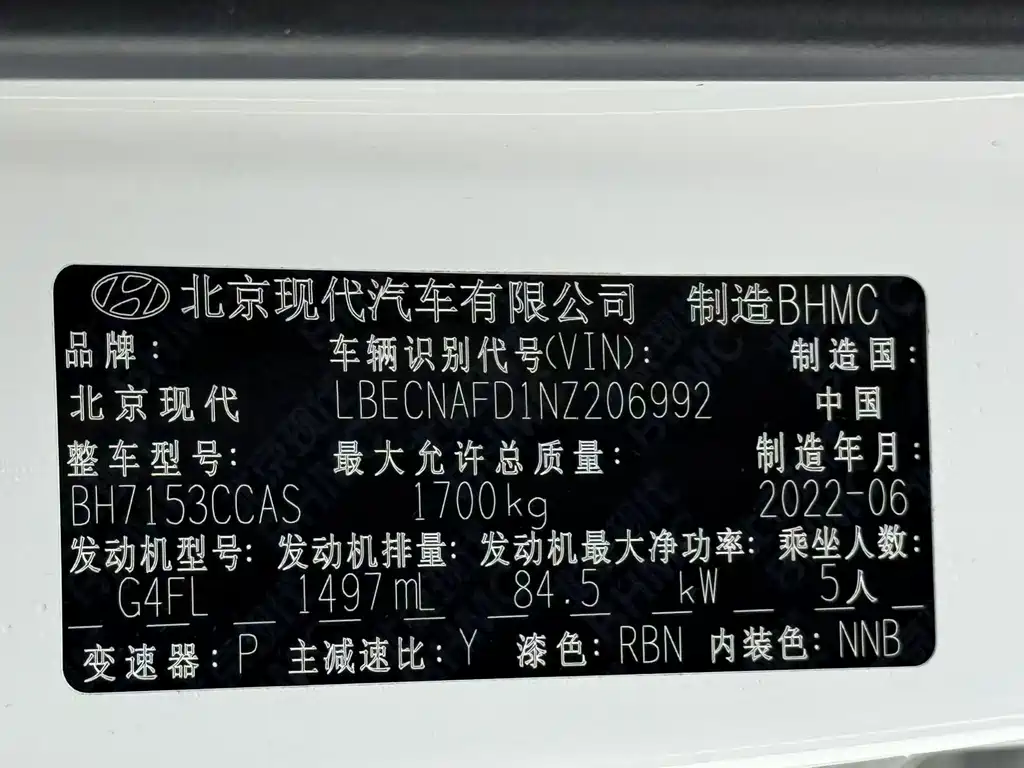 北京现代汽车有限公司 制造BHMC
品牌： 车辆识别代号(VIN)： 制造国：
北京现代 LBECNAFD1NZ206992 中国
整车型号： 最大允许总质量： 制造年月：
BH7153CCAS 1700kg 2022-06
发动机型号： 发动机排量： 发动机最大净功率： 乘坐人数：
G4FL 1497mL 84.5 kW 5人
变速器：P 主减速比：Y 漆色：RBN 内装色：NNB